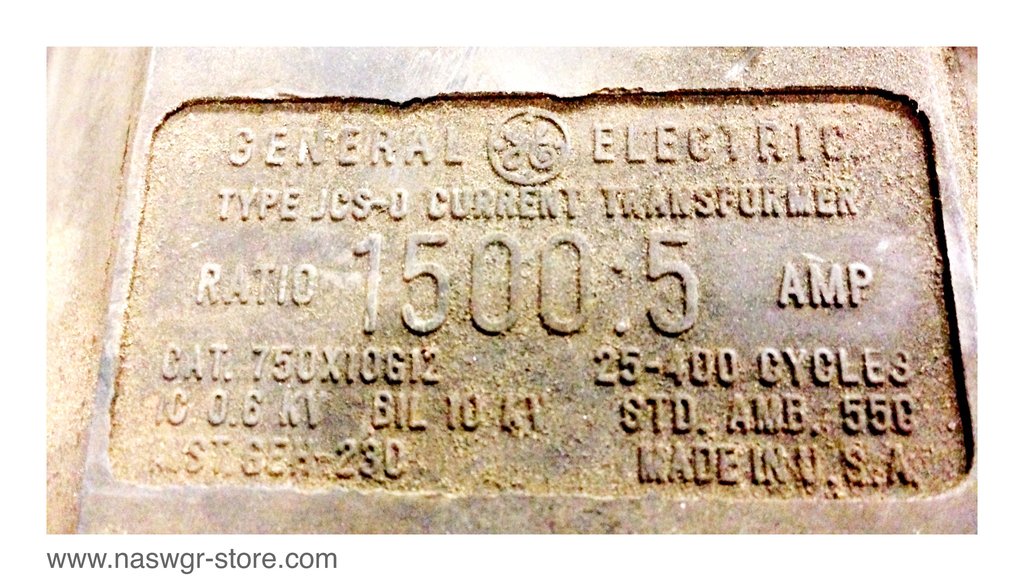 GENERAL GE ELECTRIC
TYPE JCS-0 CURRENT TRANSFORMER
RATIO 1500:5 AMP
CAT. 750X10G12 25-400 CYCLES
IC 0.6 KV BIL 10 KV STD. AMB. 55C
MADE IN U.S.A.
www.naswgr-store.com